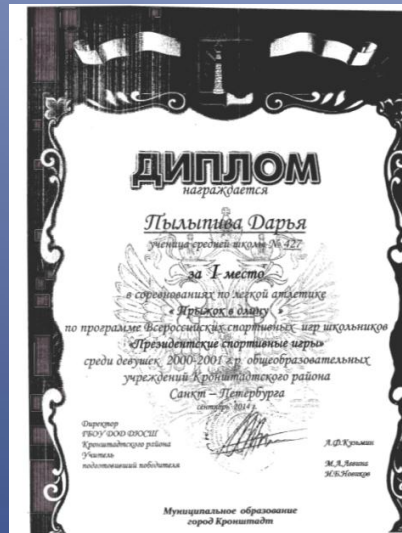 ДИПЛОМ
награждается
Пылыпива Дарья
ученица средней школы № 427
за I место
в соревнованиях по легкой атлетике
« Прыжок в длину »
по программе Всероссийских спортивных игр школьников
«Президентские спортивные игры»
среди девушек 2000-2001 г.р. общеобразовательных
учреждений Кронштадтского района
Санкт – Петербурга
сентябрь 2014 г.
Директор
ГБОУ ДОД ДЮСШ
Кронштадтского района
А.Ф.Кузьмин
Учитель
подготовивший победителя
М.А.Левина
И.Б.Новиков
Муниципальное образование
город Кронштадт